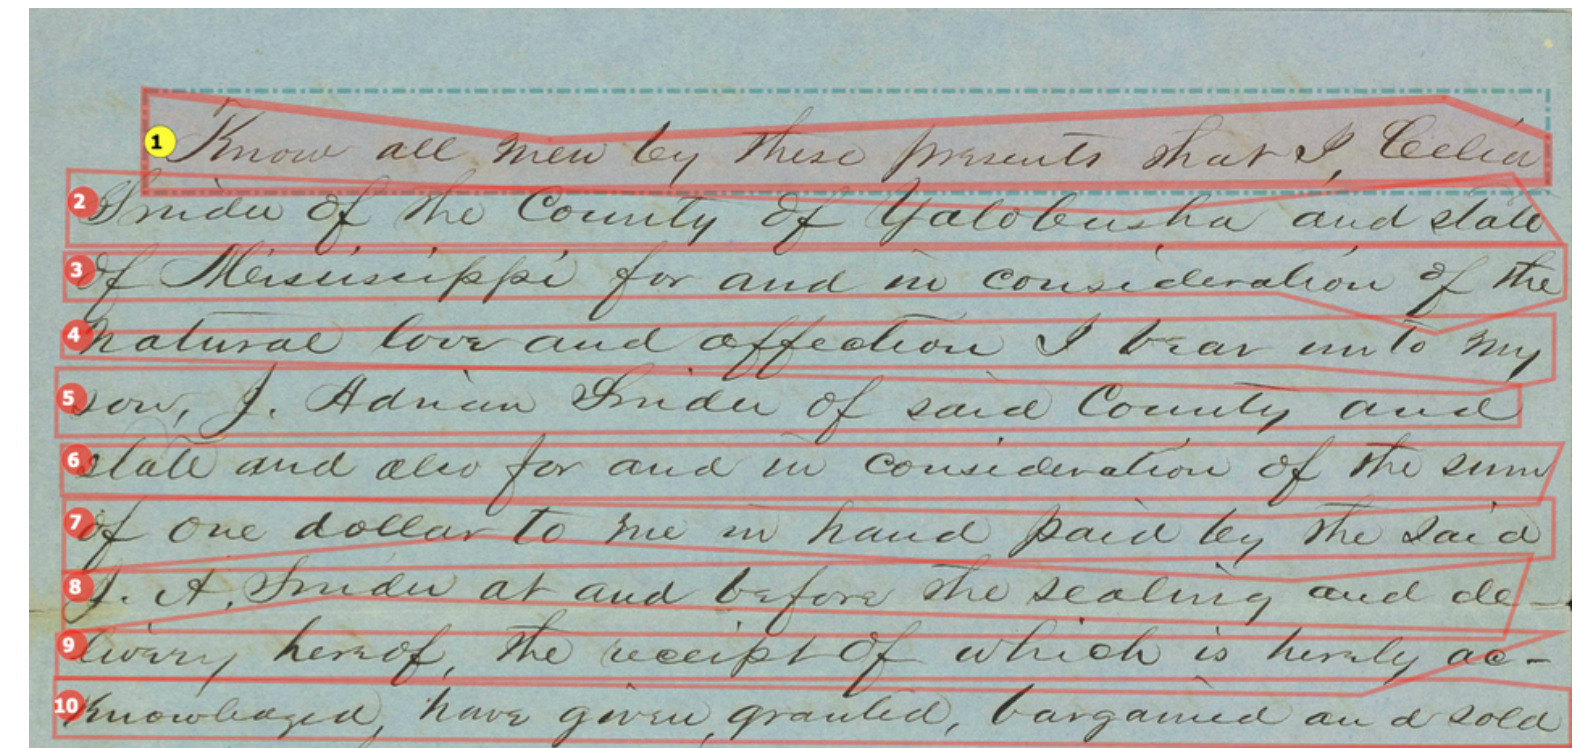 Know all men by these presents that I, Celia
Snider of the County of Yalobusha and state
of Missisippi for and in consideration of the
natural love and affection I bear unto my
son, J. Adrian Snider of said County and
state and also for and in consideration of the sum
of one dollar to me in hand paid by the said
J. A. Snider at and before the sealing and de-
livery hereof, the receipt of which is hereby ac-
knowledged, have given, granted, bargained and sold